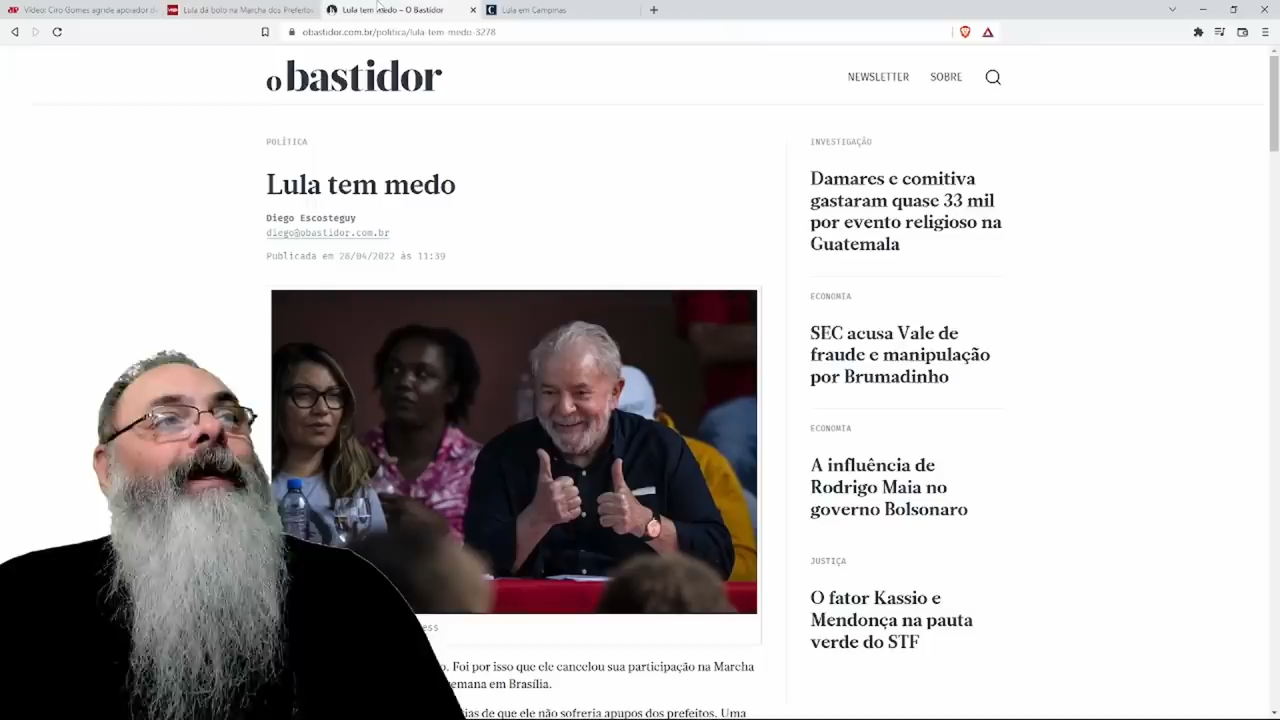 Vídeo: Ciro Gomes agride apoiador d
Lula dá bolo na Marcha dos Prefeitos
Lula tem medo – O Bastidor
Lula em Campinas
obastidor.com.br/politica/lula-tem-medo-3278
o bastidor
NEWSLETTER
SOBRE
POLÍTICA
Lula tem medo
Diego Escosteguy
diego@obastidor.com.br
Publicada em 28/04/2022 às 11:39
ess
o. Foi por isso que ele cancelou sua participação na Marcha
emana em Brasília.
ias de que ele não sofreria apupos dos prefeitos. Uma
INVESTIGAÇÃO
Damares e comitiva
gastaram quase 33 mil
por evento religioso na
Guatemala
ECONOMIA
SEC acusa Vale de
fraude e manipulação
por Brumadinho
ECONOMIA
A influência de
Rodrigo Maia no
governo Bolsonaro
JUSTIÇA
O fator Kassio e
Mendonça na pauta
verde do STF